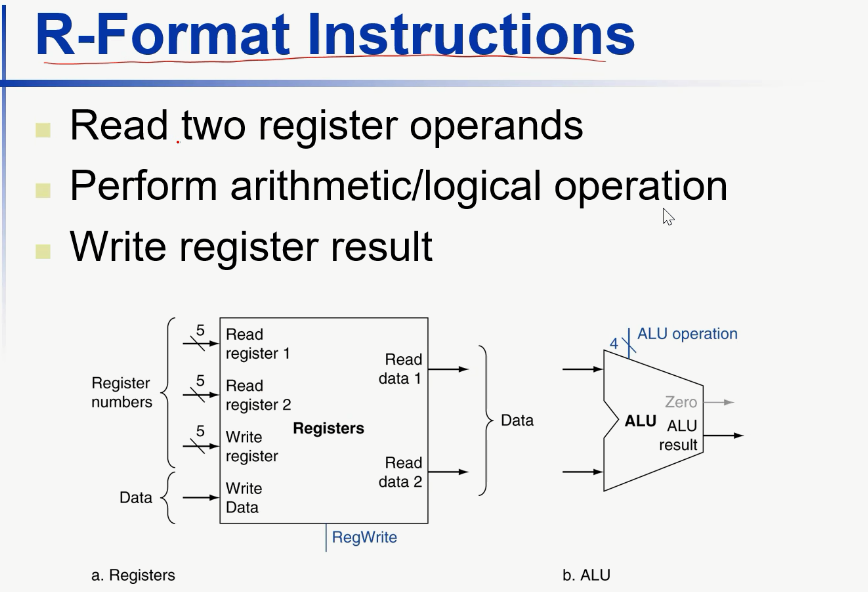 R-Format Instructions
Read two register operands
Perform arithmetic/logical operation
Write register result
Register
numbers
Data
5
Read
register 1
5
Read
register 2
5
Write
register
Write
Data
Registers
Read
data 1
Read
data 2
RegWrite
Data
4
ALU operation
Zero
ALU
ALU
result
a. Registers
b. ALU